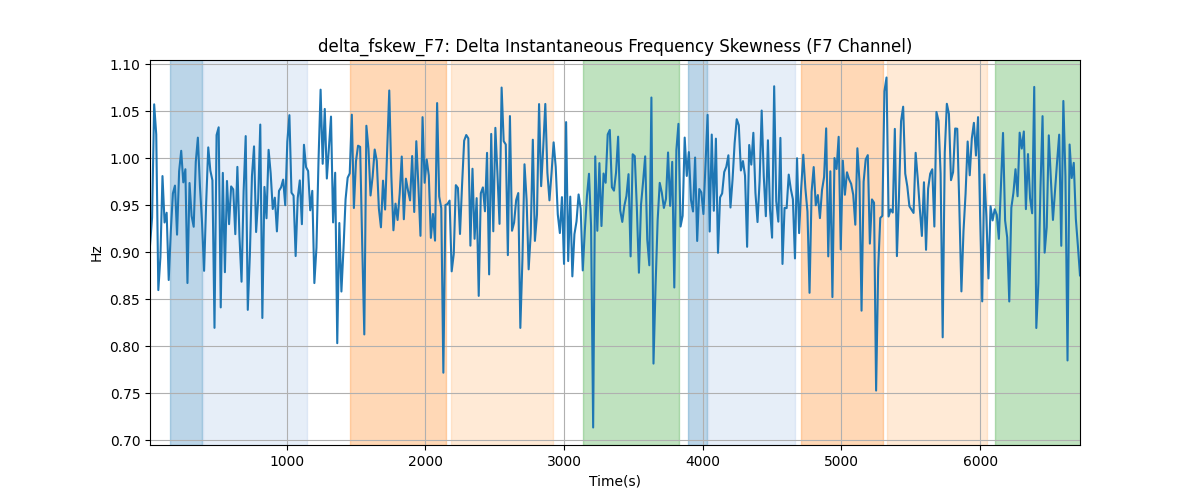 delta_fskew_F7: Delta Instantaneous Frequency Skewness (F7 Channel)
1.10
1.05
1.00
0.95
0.90
0.85
0.80
0.75
0.70
Hz
1000 2000 3000 4000 5000 6000
Time(s)